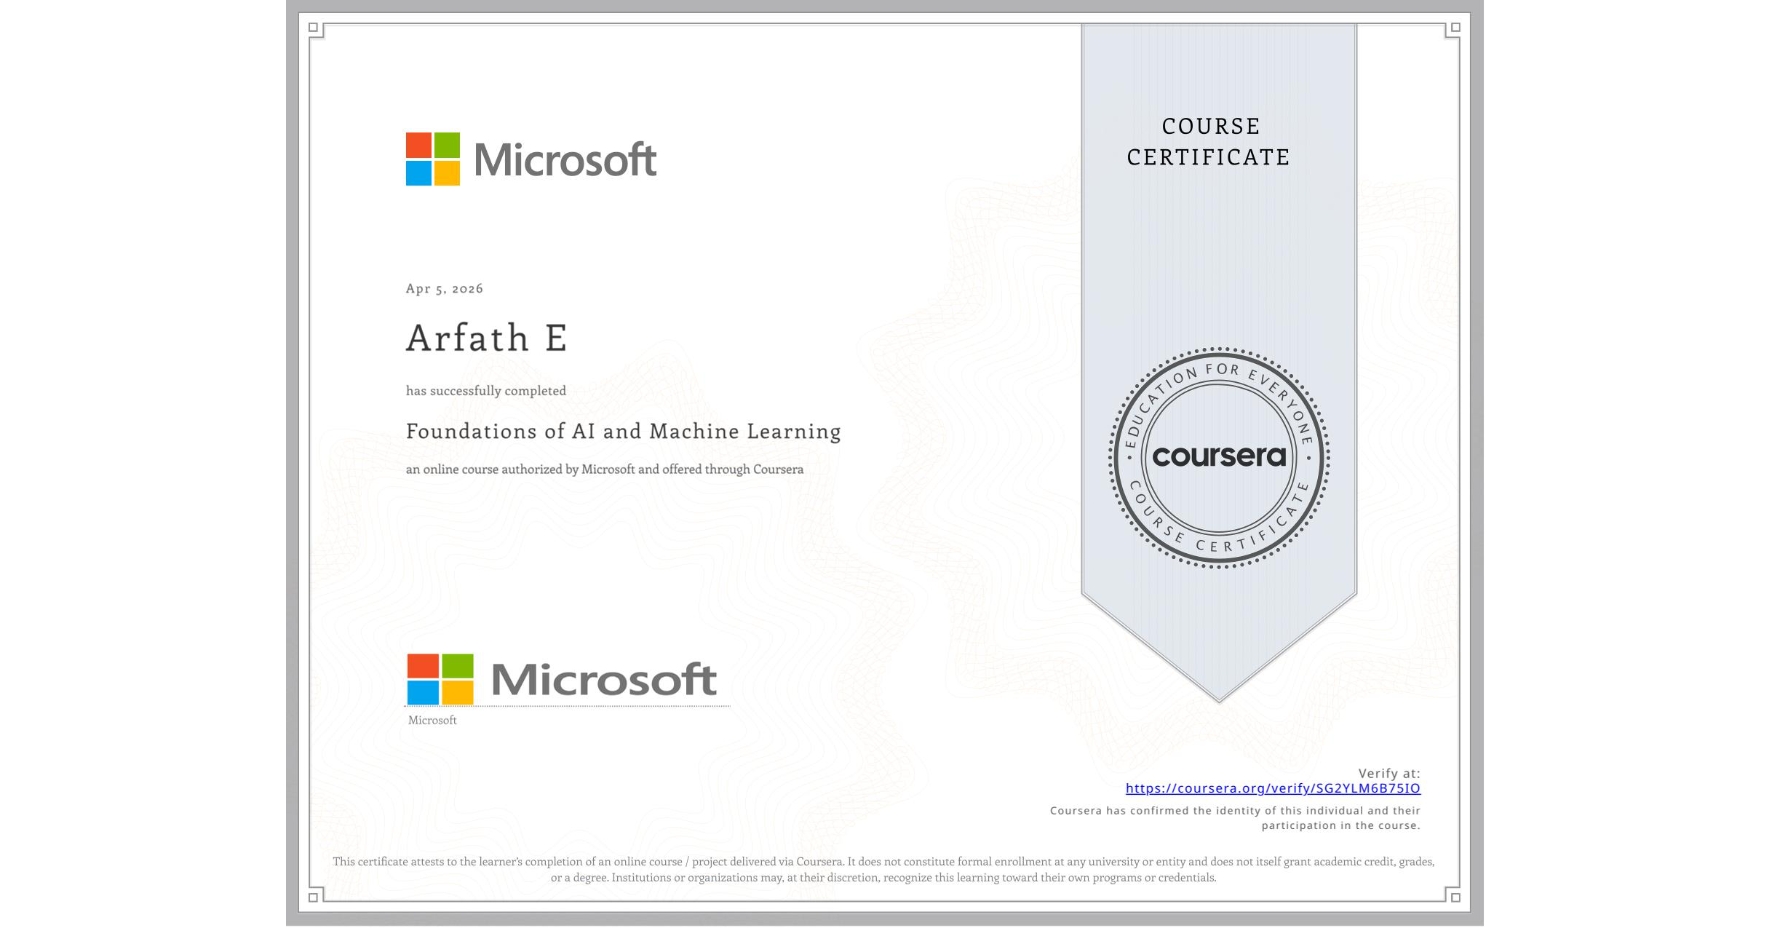 Microsoft
COURSE
CERTIFICATE
Apr 5, 2026
Arfath E
has successfully completed
Foundations of AI and Machine Learning
an online course authorized by Microsoft and offered through Coursera
EDUCATION FOR EVERYONE
coursera
COURSE CERTIFICATE
Microsoft
Microsoft
Verify at:
https://coursera.org/verify/SG2YLM6B75IO
Coursera has confirmed the identity of this individual and their
participation in the course.
This certificate attests to the learner's completion of an online course / project delivered via Coursera. It does not constitute formal enrollment at any university or entity and does not itself grant academic credit, grades,
or a degree. Institutions or organizations may, at their discretion, recognize this learning toward their own programs or credentials.